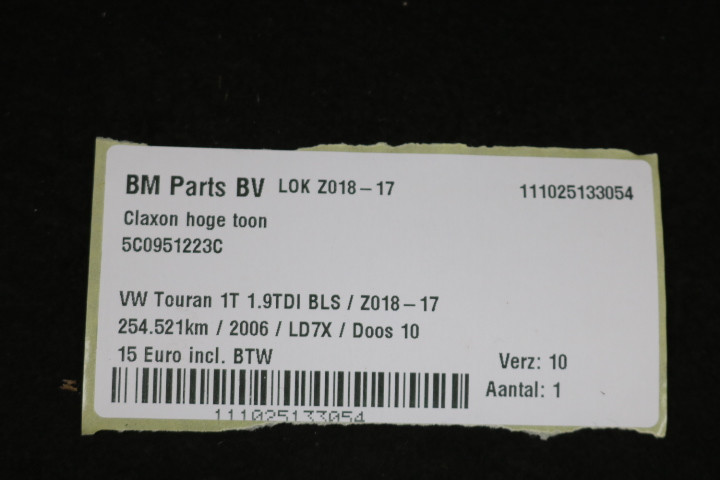 BM Parts BV LOK Z018-17 111025133054
Claxon hoge toon
5C0951223C
VW Touran 1T 1.9TDI BLS / Z018-17
254.521km / 2006 / LD7X / Doos 10
15 Euro incl. BTW Verz: 10
Aantal: 1
111025133054